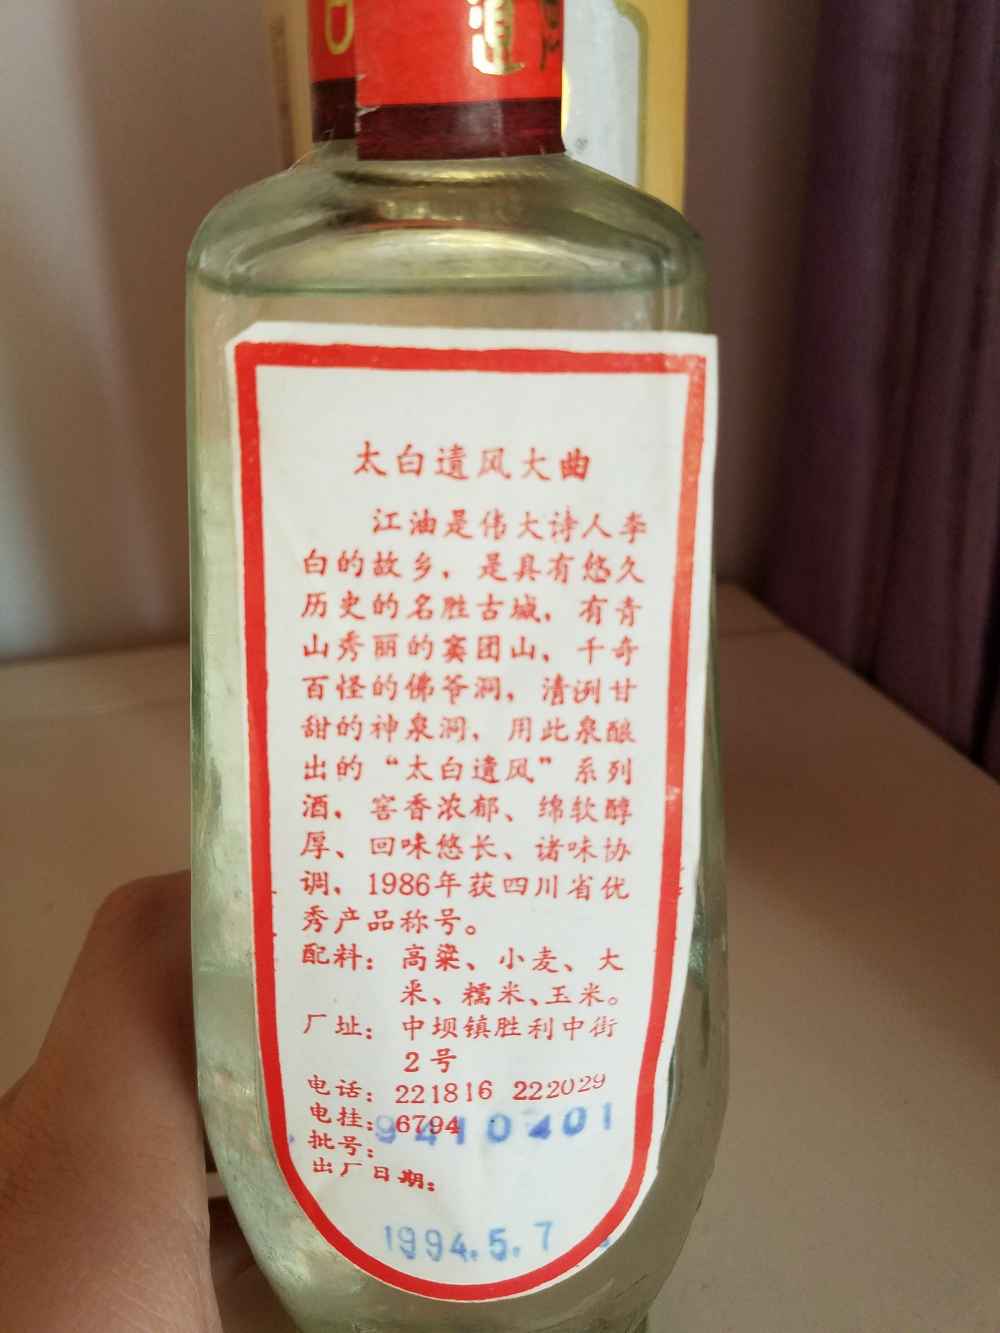 遗
太白遗风大曲
江油是伟大诗人李
白的故乡，是具有悠久
历史的名胜古城，有青
山秀丽的窦团山、千奇
百怪的佛爷洞，清洌甘
甜的神泉洞，用此泉酿
出的“太白遗风”系列
酒，窖香浓郁、绵软醇
厚、回味悠长、诸味协
调，1986年获四川省优
秀产品称号。
配料：高粱、小麦、大
米、糯米、玉米。
厂址：中坝镇胜利中街
2号
电话：221816 222029
电挂：6794
批号：9410201
出厂日期：
1994.5.7